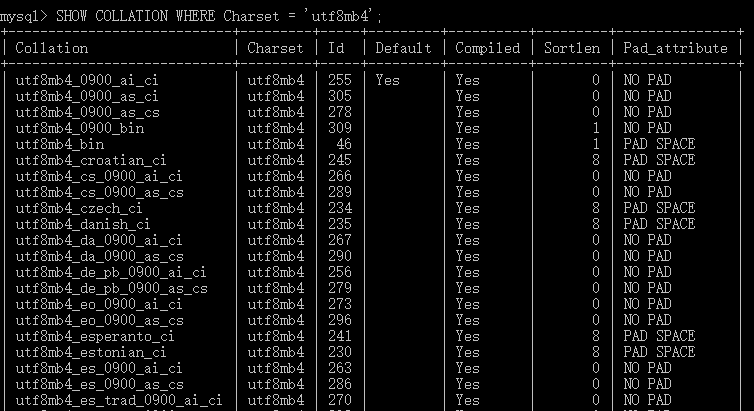 mysql> SHOW COLLATION WHERE Charset = 'utf8mb4';
+----------------------------+---------+-----+---------+----------+---------+---------------+
| Collation | Charset | Id | Default | Compiled | Sortlen | Pad_attribute |
+----------------------------+---------+-----+---------+----------+---------+---------------+
| utf8mb4_0900_ai_ci | utf8mb4 | 255 | Yes | Yes | 0 | NO PAD |
| utf8mb4_0900_as_ci | utf8mb4 | 305 | | Yes | 0 | NO PAD |
| utf8mb4_0900_as_cs | utf8mb4 | 278 | | Yes | 0 | NO PAD |
| utf8mb4_0900_bin | utf8mb4 | 309 | | Yes | 1 | NO PAD |
| utf8mb4_bin | utf8mb4 | 46 | | Yes | 1 | PAD SPACE |
| utf8mb4_croatian_ci | utf8mb4 | 245 | | Yes | 8 | PAD SPACE |
| utf8mb4_cs_0900_ai_ci | utf8mb4 | 266 | | Yes | 0 | NO PAD |
| utf8mb4_cs_0900_as_cs | utf8mb4 | 289 | | Yes | 0 | NO PAD |
| utf8mb4_czech_ci | utf8mb4 | 234 | | Yes | 8 | PAD SPACE |
| utf8mb4_danish_ci | utf8mb4 | 235 | | Yes | 8 | PAD SPACE |
| utf8mb4_da_0900_ai_ci | utf8mb4 | 267 | | Yes | 0 | NO PAD |
| utf8mb4_da_0900_as_cs | utf8mb4 | 290 | | Yes | 0 | NO PAD |
| utf8mb4_de_pb_0900_ai_ci | utf8mb4 | 256 | | Yes | 0 | NO PAD |
| utf8mb4_de_pb_0900_as_cs | utf8mb4 | 279 | | Yes | 0 | NO PAD |
| utf8mb4_eo_0900_ai_ci | utf8mb4 | 273 | | Yes | 0 | NO PAD |
| utf8mb4_eo_0900_as_cs | utf8mb4 | 296 | | Yes | 0 | NO PAD |
| utf8mb4_esperanto_ci | utf8mb4 | 241 | | Yes | 8 | PAD SPACE |
| utf8mb4_estonian_ci | utf8mb4 | 230 | | Yes | 8 | PAD SPACE |
| utf8mb4_es_0900_ai_ci | utf8mb4 | 263 | | Yes | 0 | NO PAD |
| utf8mb4_es_0900_as_cs | utf8mb4 | 286 | | Yes | 0 | NO PAD |
| utf8mb4_es_trad_0900_ai_ci | utf8mb4 | 270 | | Yes | 0 | NO PAD |